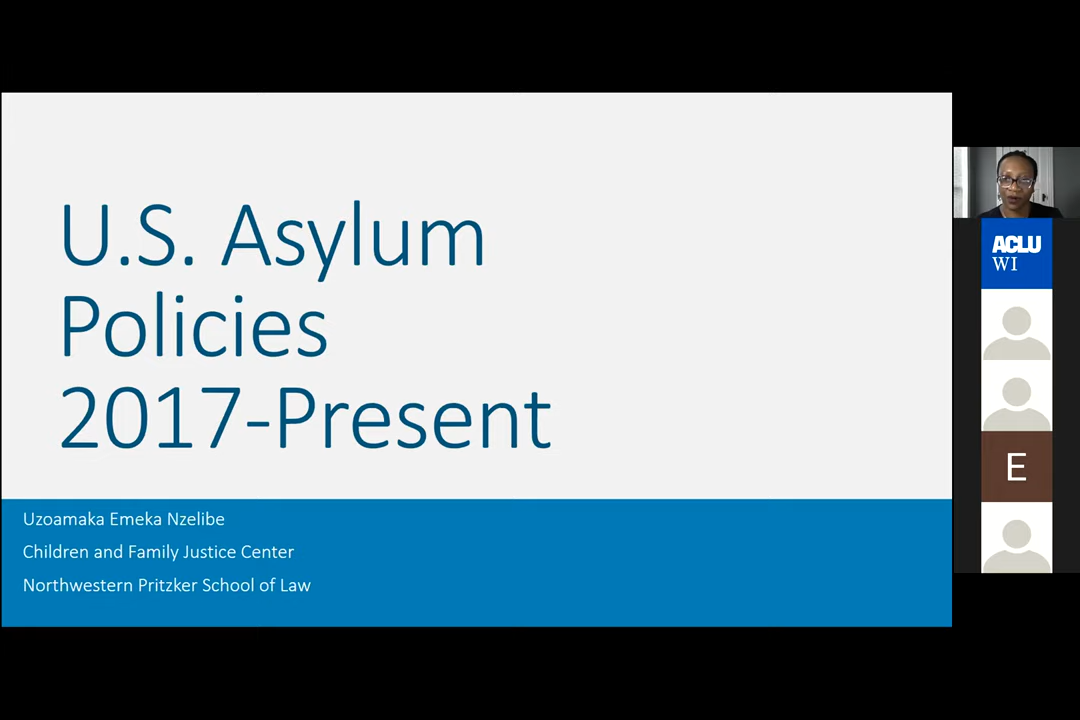 U.S. Asylum
Policies
2017-Present
Uzoamaka Emeka Nzelibe
Children and Family Justice Center
Northwestern Pritzker School of Law
ACLU
WI
E